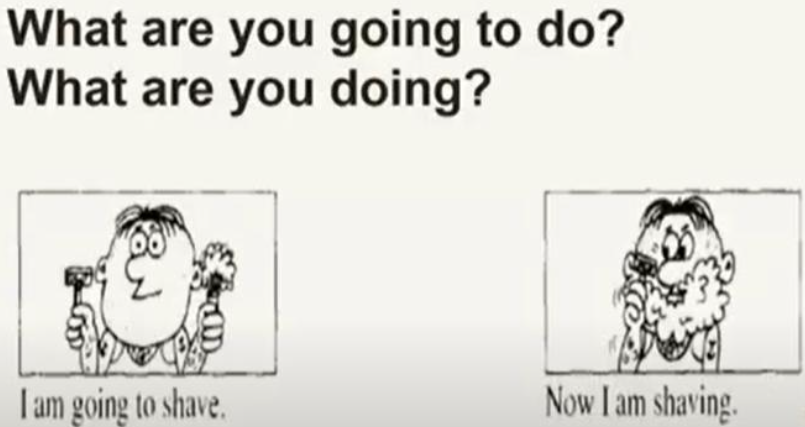 What are you going to do?
What are you doing?
I am going to shave.
Now I am shaving.